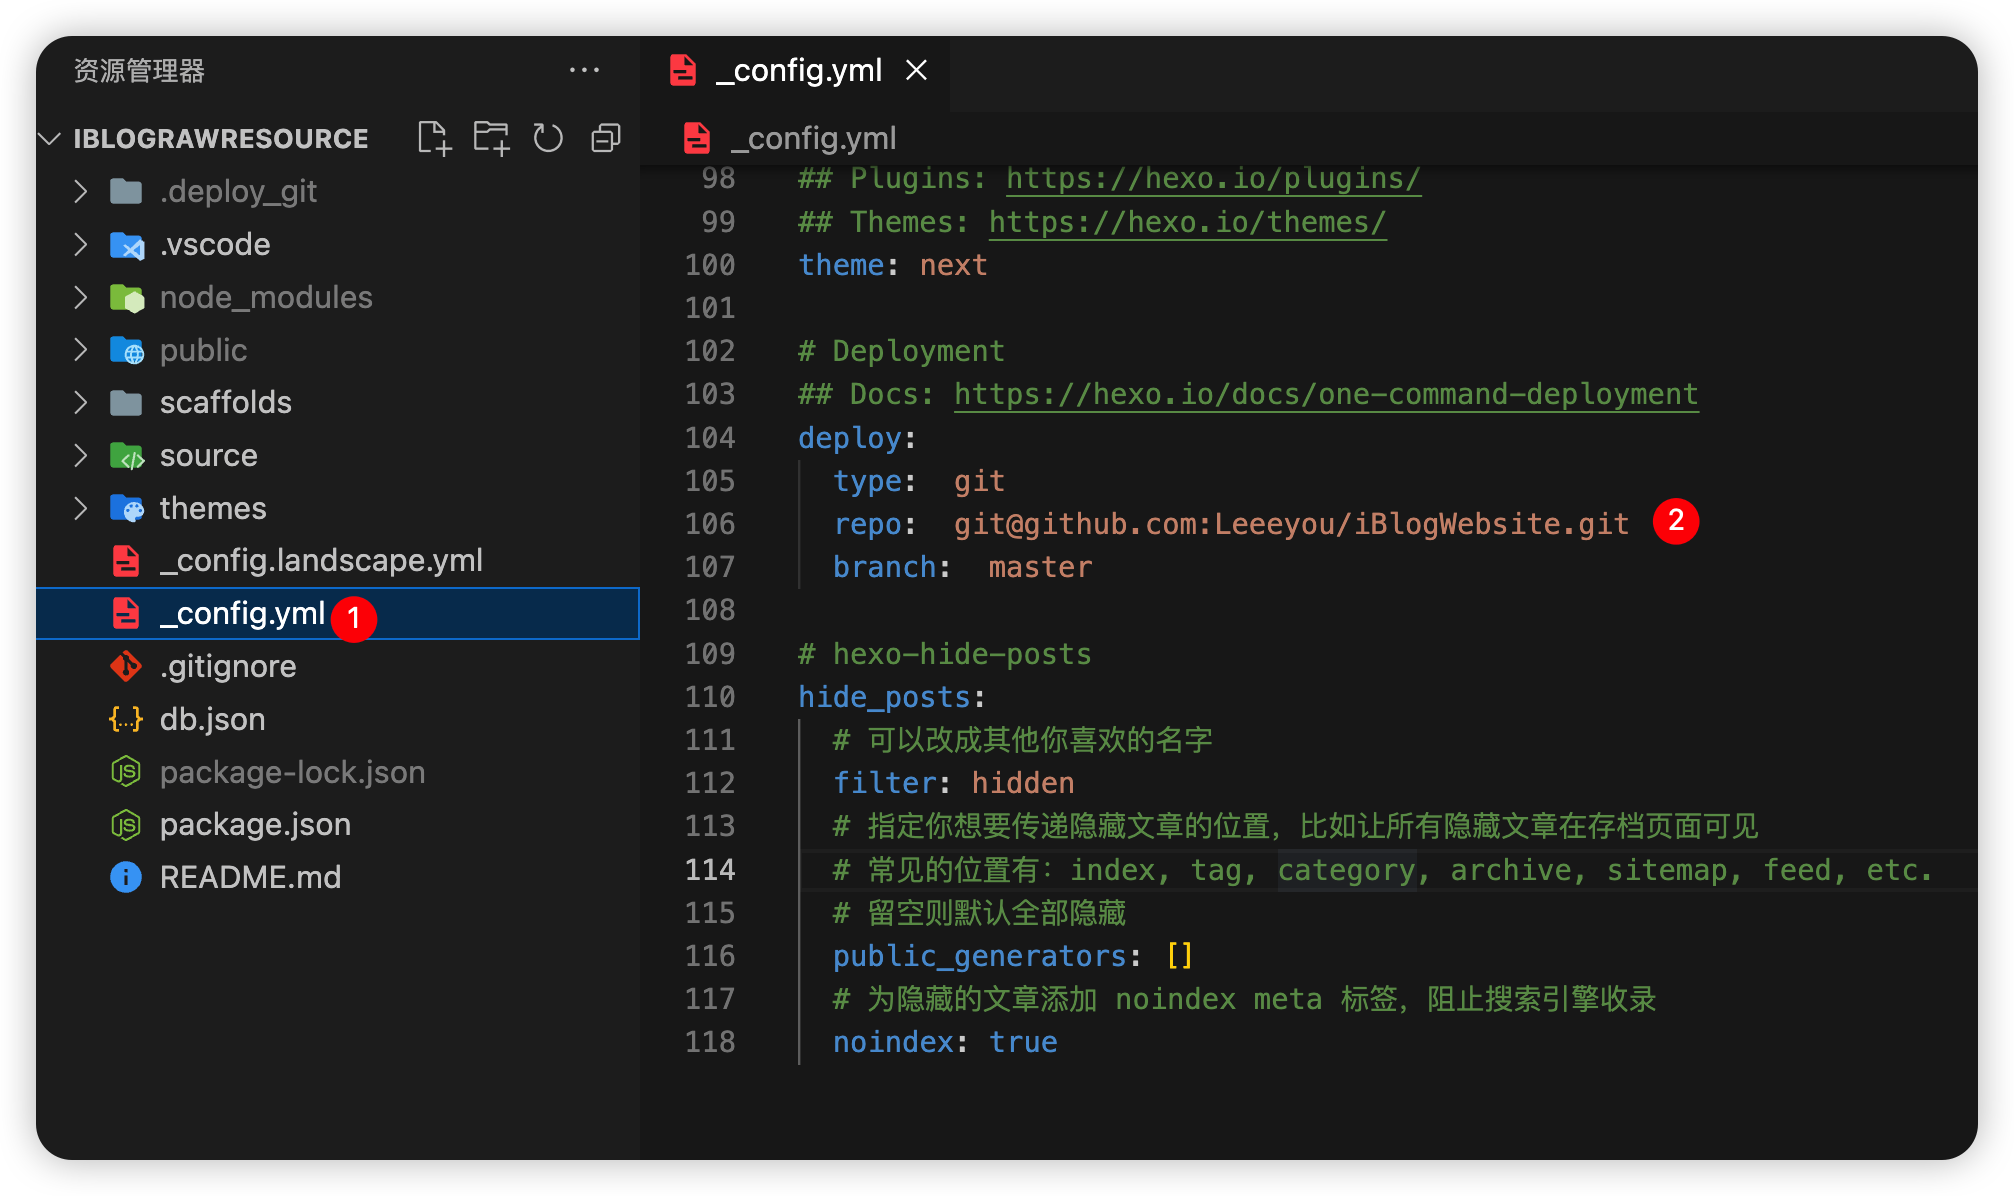 资源管理器
IBLOGRAWRESOURCE
.deploy_git
.vscode
node_modules
public
scaffolds
source
themes
_config.landscape.yml
_config.yml 1
.gitignore
db.json
package-lock.json
package.json
README.md
_config.yml
_config.yml
98 ## Plugins: https://hexo.io/plugins/
99 ## Themes: https://hexo.io/themes/
100 theme: next
101
102 # Deployment
103 ## Docs: https://hexo.io/docs/one-command-deployment
104 deploy:
105   type:  git
106   repo:  git@github.com:Leeeyou/iBlogWebsite.git 2
107   branch:  master
108
109 # hexo-hide-posts
110 hide_posts:
111   # 可以改成其他你喜欢的名字
112   filter: hidden
113   # 指定你想要传递隐藏文章的位置，比如让所有隐藏文章在存档页面可见
114   # 常见的位置有：index, tag, category, archive, sitemap, feed, etc.
115   # 留空则默认全部隐藏
116   public_generators: []
117   # 为隐藏的文章添加 noindex meta 标签，阻止搜索引擎收录
118   noindex: true